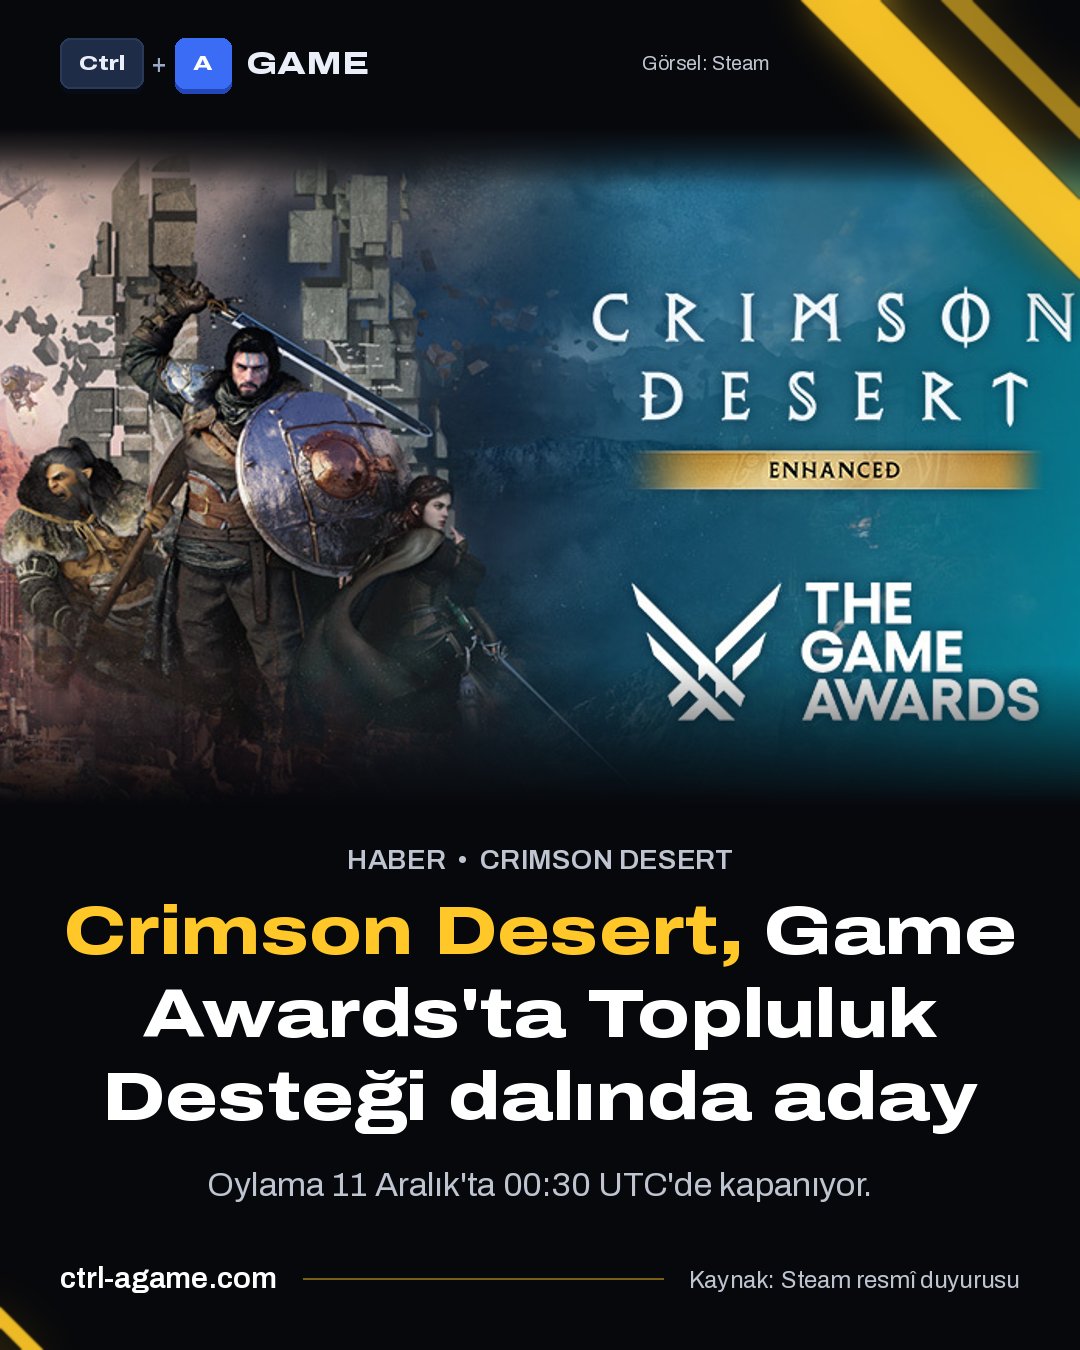 Ctrl + A GAME
Görsel: Steam
CRIMSON
DESERT
ENHANCED
THE
GAME
AWARDS
HABER • CRIMSON DESERT
Crimson Desert, Game
Awards'ta Topluluk
Desteği dalında aday
Oylama 11 Aralık'ta 00:30 UTC'de kapanıyor.
ctrl-agame.com
Kaynak: Steam resmî duyurusu